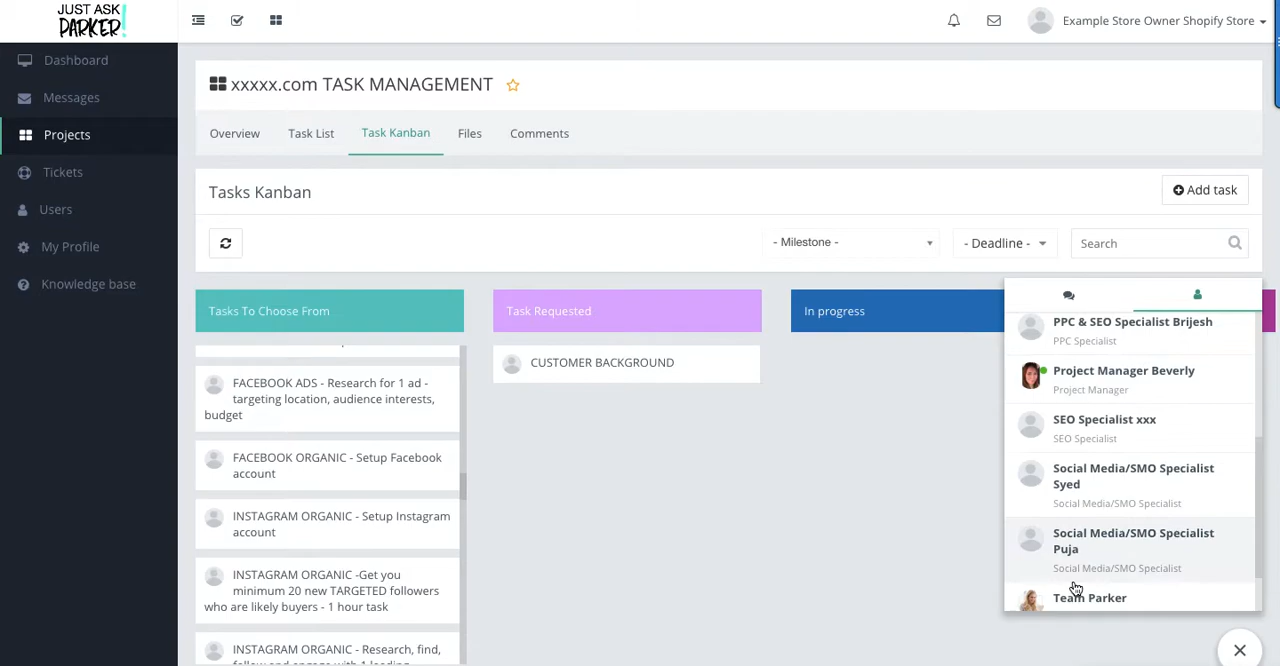 JUST ASK
PARKER!
Example Store Owner Shopify Store
Dashboard
Messages
Projects
Tickets
Users
My Profile
Knowledge base
xxxxx.com TASK MANAGEMENT
Overview
Task List
Task Kanban
Files
Comments
Tasks Kanban
Add task
- Milestone -
- Deadline -
Search
Tasks To Choose From
FACEBOOK ADS - Research for 1 ad -
targeting location, audience interests,
budget
FACEBOOK ORGANIC - Setup Facebook
account
INSTAGRAM ORGANIC - Setup Instagram
account
INSTAGRAM ORGANIC -Get you
minimum 20 new TARGETED followers
who are likely buyers - 1 hour task
INSTAGRAM ORGANIC - Research, find,
follow and engage with 1 leading
Task Requested
CUSTOMER BACKGROUND
In progress
PPC & SEO Specialist Brijesh
PPC Specialist
Project Manager Beverly
Project Manager
SEO Specialist xxx
SEO Specialist
Social Media/SMO Specialist
Syed
Social Media/SMO Specialist
Social Media/SMO Specialist
Puja
Social Media/SMO Specialist
Team Parker